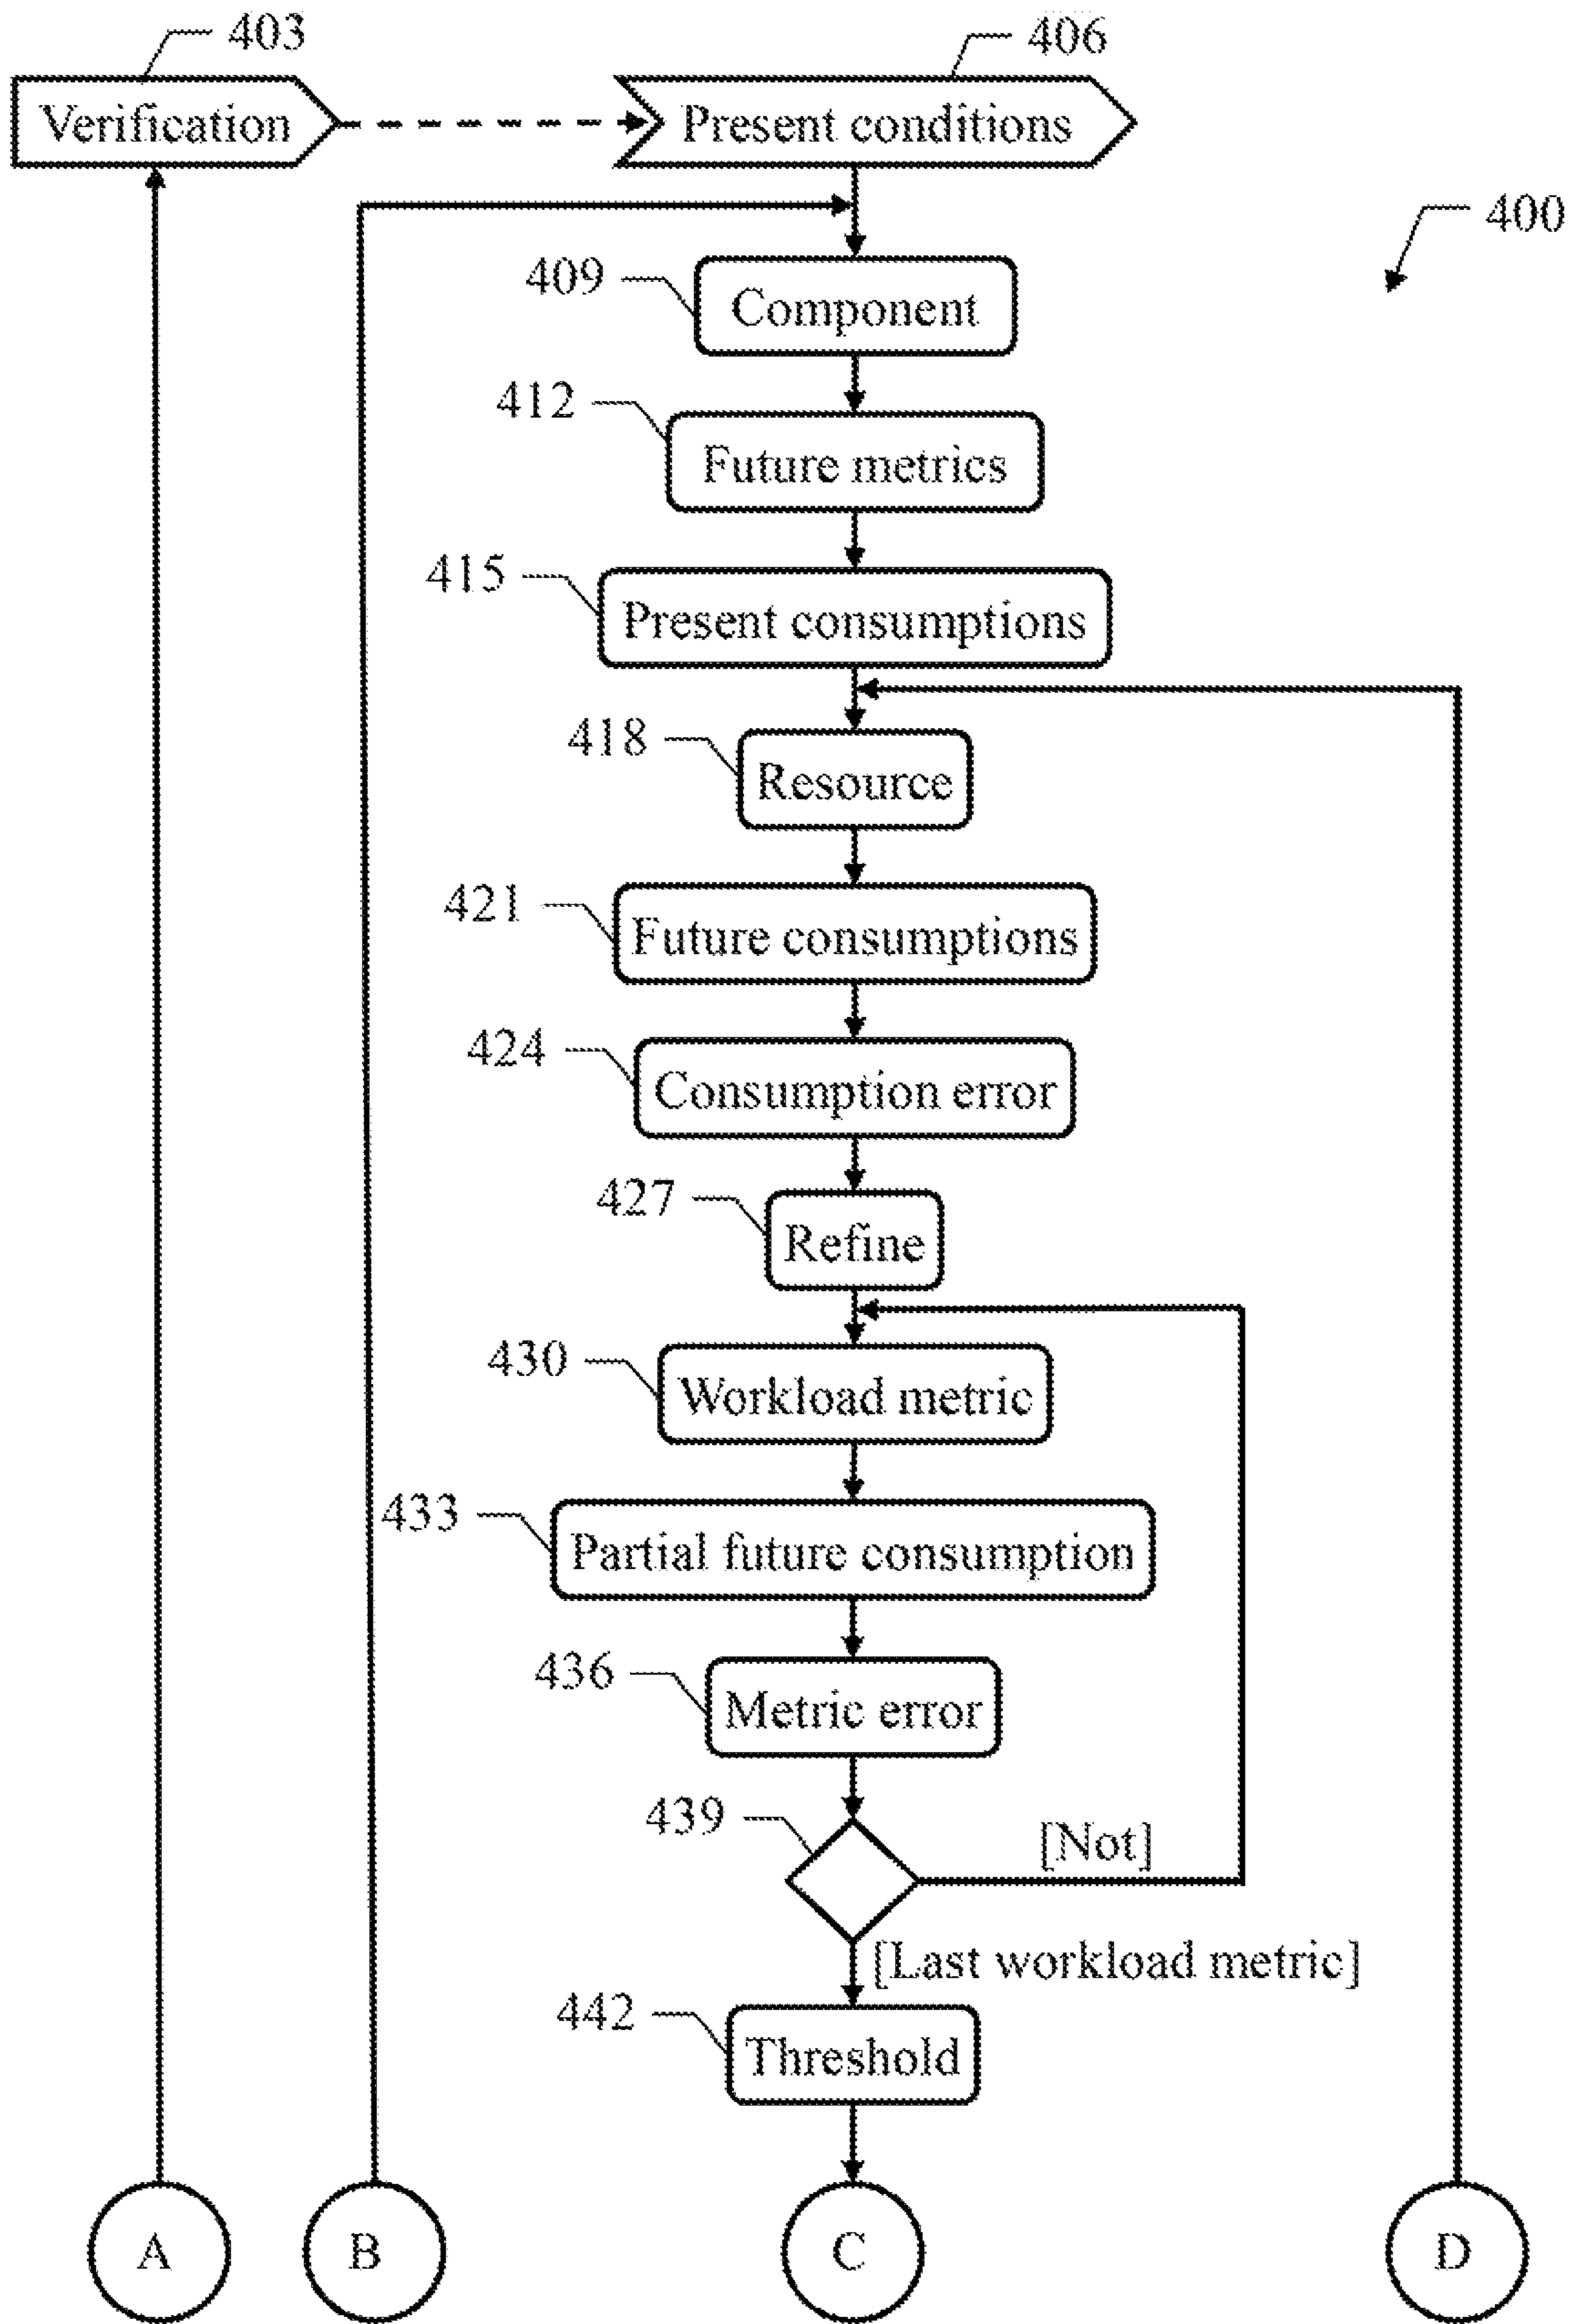 403
406
Verification
Present conditions
400
409
Component
412
Future metrics
415
Present consumptions
418
Resource
421
Future consumptions
424
Consumption error
427
Refine
430
Workload metric
433
Partial future consumption
436
Metric error
439
[Not]
[Last workload metric]
442
Threshold
A
B
C
D